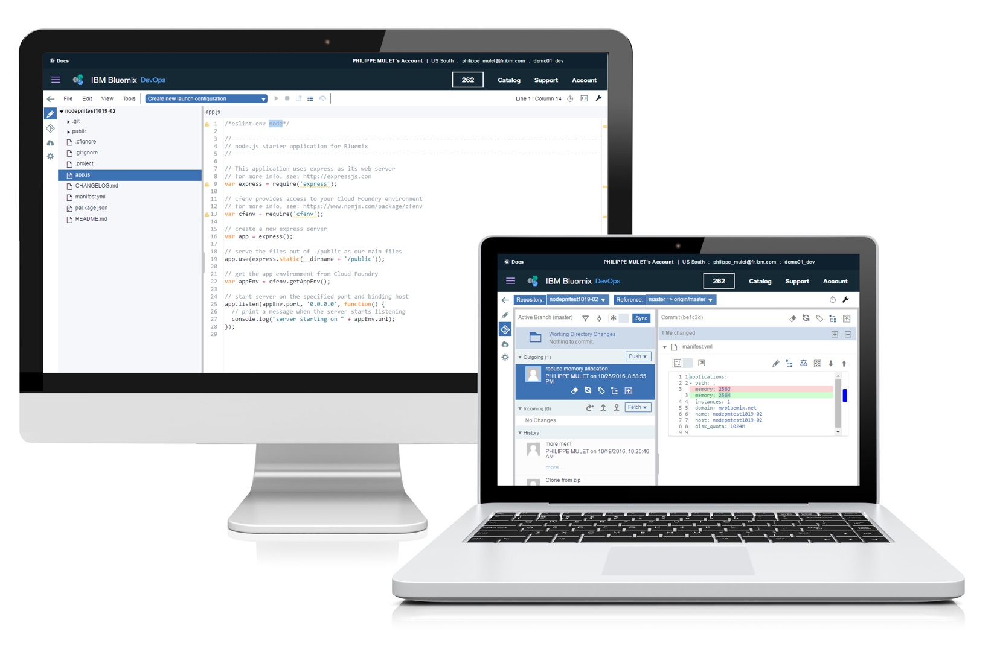 Docs
PHILIPPE MULET's Account | US South : philippe_mulet@fr.ibm.com : demo01_dev
IBM Bluemix DevOps
262 Catalog Support Account
File Edit View Tools Create new launch configuration
Line 1 : Column 14
nodepmtest1019-02
.git
public
.cfignore
.gitignore
.project
app.js
CHANGELOG.md
manifest.yml
package.json
README.md
app.js
1 /*eslint-env node*/
2
3 //------------------------------------------------------------------------------
4 // node.js starter application for Bluemix
5 //------------------------------------------------------------------------------
6
7 // This application uses express as its web server
8 // for more info, see: http://expressjs.com
9 var express = require('express');
10
11 // cfenv provides access to your Cloud Foundry environment
12 // for more info, see: https://www.npmjs.com/package/cfenv
13 var cfenv = require('cfenv');
14
15 // create a new express server
16 var app = express();
17
18 // serve the files out of ./public as our main files
19 app.use(express.static(__dirname + '/public'));
20
21 // get the app environment from Cloud Foundry
22 var appEnv = cfenv.getAppEnv();
23
24 // start server on the specified port and binding host
25 app.listen(appEnv.port, '0.0.0.0', function() {
26 // print a message when the server starts listening
27 console.log("server starting on " + appEnv.url);
28 });
29
Docs
PHILIPPE MULET's Account | US South : philippe_mulet@fr.ibm.com : demo01_dev
IBM Bluemix DevOps
262 Catalog Support Account
Repository: nodepmtest1019-02 Reference: master => origin/master
Active Branch (master)
Sync
Working Directory Changes
Nothing to commit.
Outgoing (1)
Push
reduce memory allocation
PHILIPPE MULET on 10/25/2016, 8:58:55
PM
Incoming (0)
Fetch
No Changes
History
more mem
PHILIPPE MULET on 10/19/2016, 10:25:46
AM
more ...
Clone from zip
Commit (be1c3d)
1 file changed
manifest.yml
1 1 applications:
2 2 - path: .
3 memory: 256G
3 memory: 256M
4 4 instances: 1
5 5 domain: mybluemix.net
6 6 name: nodepmtest1019-02
7 7 host: nodepmtest1019-02
8 8 disk_quota: 1024M
9 9